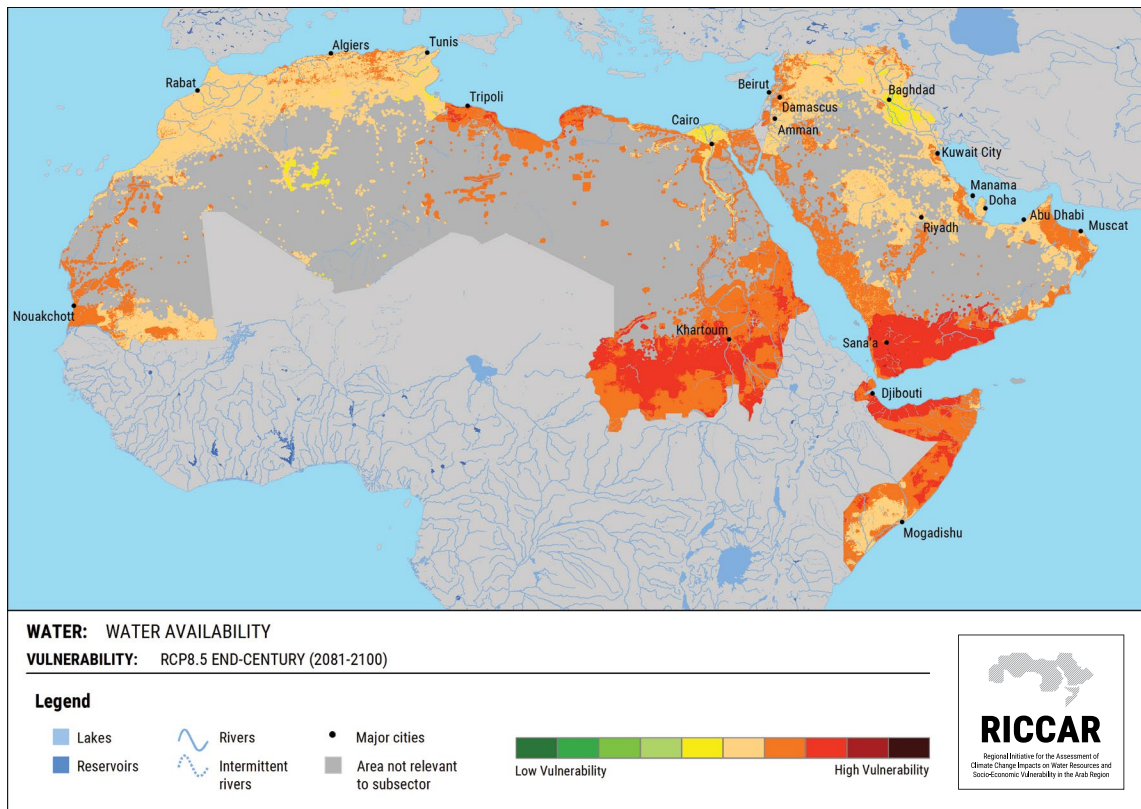 Algiers
Tunis
Rabat
Tripoli
Beirut
Damascus
Baghdad
Cairo
Amman
Kuwait City
Manama
Doha
Abu Dhabi
Muscat
Riyadh
Nouakchott
Khartoum
Sana'a
Djibouti
Mogadishu
WATER: WATER AVAILABILITY
VULNERABILITY: RCP8.5 END-CENTURY (2081-2100)
Legend
Lakes
Reservoirs
Rivers
Intermittent
rivers
Major cities
Area not relevant
to subsector
Low Vulnerability
High Vulnerability
RICCAR
Regional Initiative for the Assessment of
Climate Change Impacts on Water Resources and
Socio-Economic Vulnerability in the Arab Region